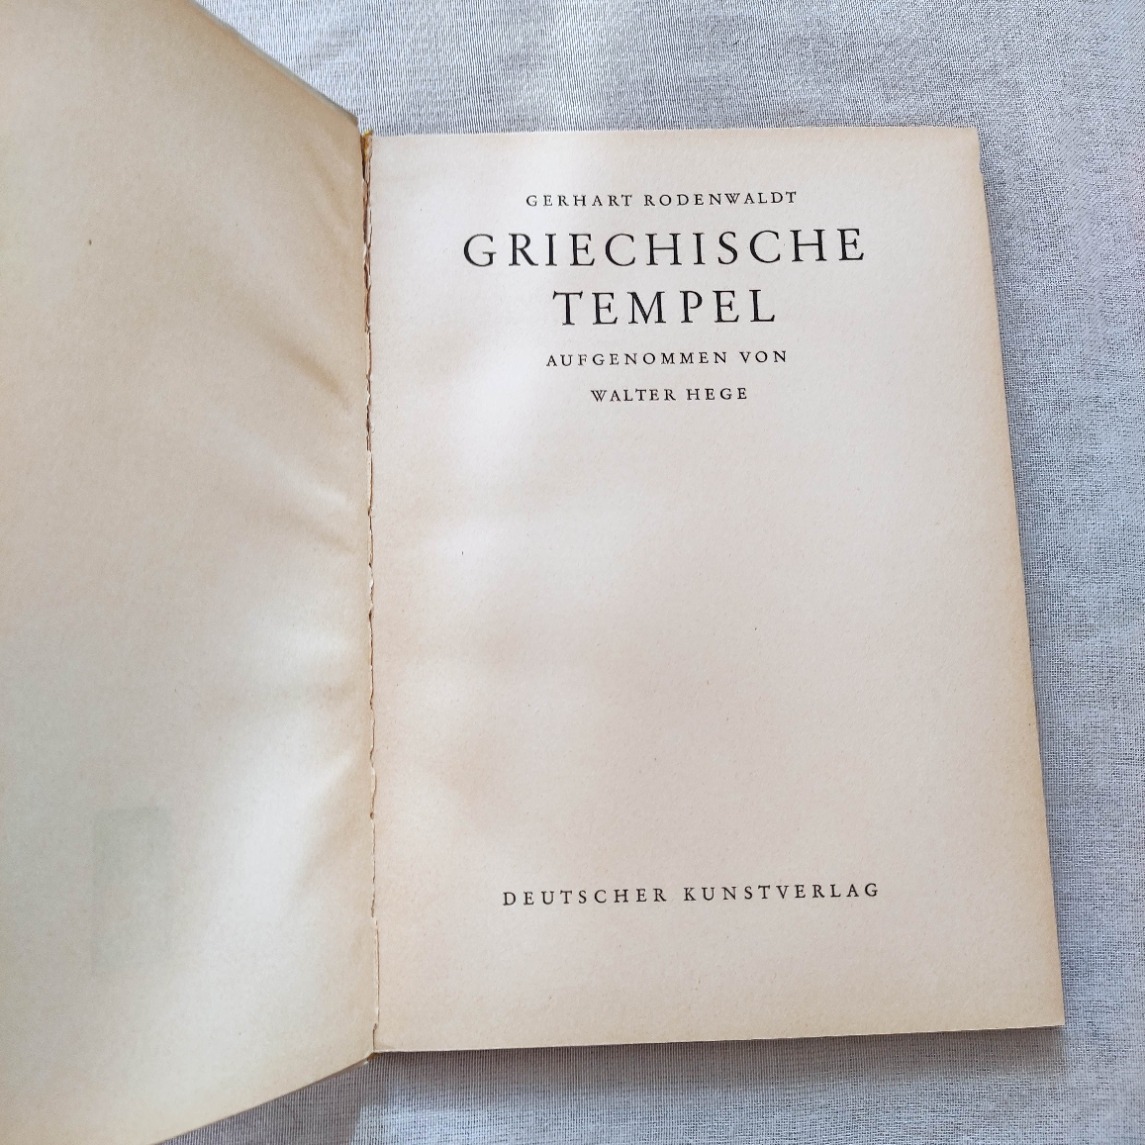 GERHART RODENWALDT
GRIECHISCHE
TEMPEL
AUFGENOMMEN VON
WALTER HEGE
DEUTSCHER KUNSTVERLAG